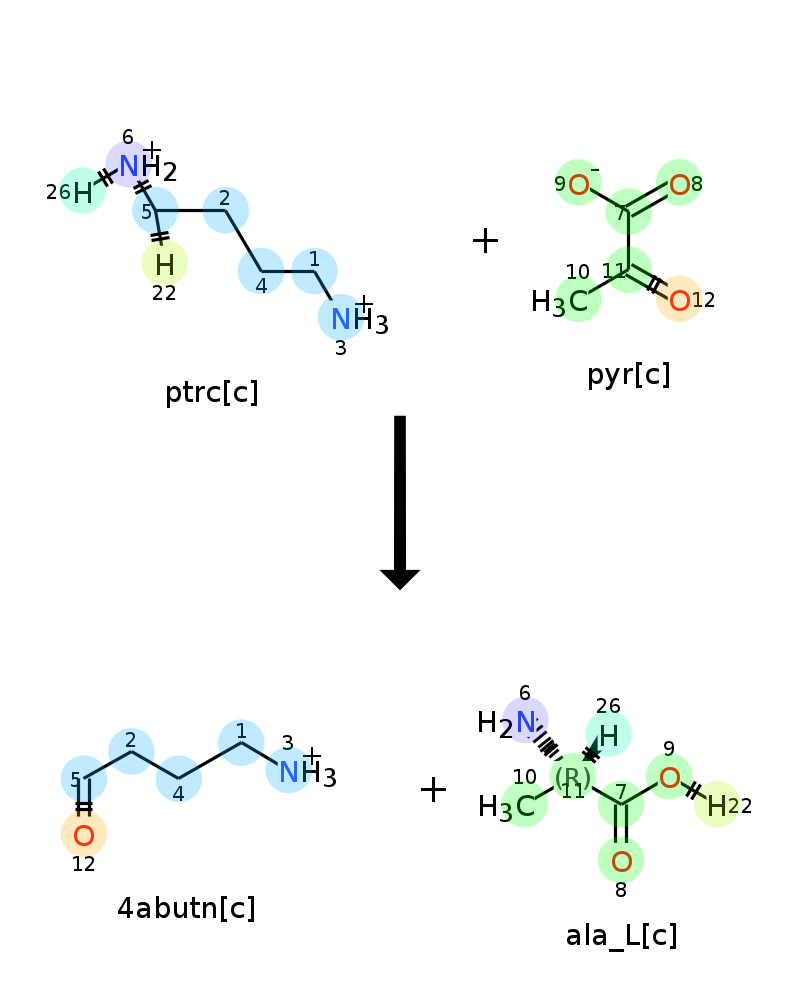 6
NH2+
26H
5
2
H
22
4
1
NH3+
3
ptrc[c]
+
9O-
O8
7
10
11
H3C
O12
pyr[c]
5
2
4
1
3
NH3+
O
12
4abutn[c]
+
6
H2N
26
H
(R)
11
10
H3C
7
9
O
H22
O
8
ala_L[c]